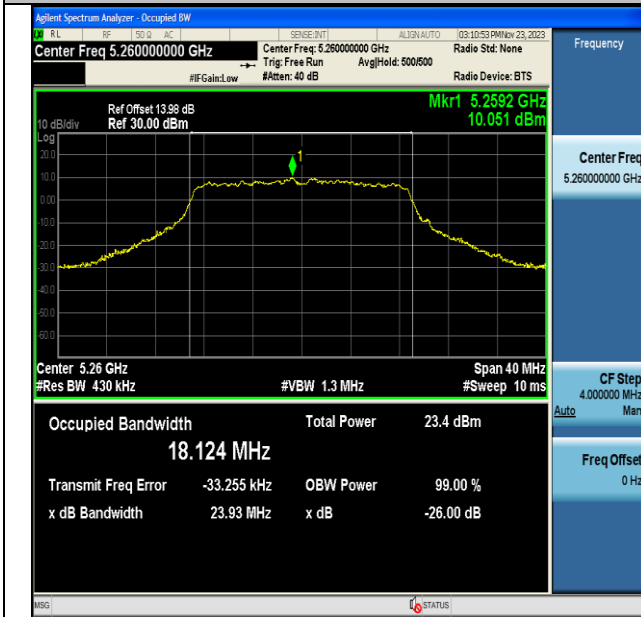 Agilent Spectrum Analyzer - Occupied BW
RL RF 50 Ω AC SENSE:INT ALIGN AUTO 03:10:53 PM Nov 23, 2023
Center Freq 5.260000000 GHz
Center Freq: 5.260000000 GHz
Radio Std: None
Trig: Free Run Avg|Hold: 500/500
#IFGain:Low #Atten: 40 dB Radio Device: BTS
Frequency
Mkr1 5.2592 GHz
10.051 dBm
Ref Offset 13.98 dB
10 dB/div Ref 30.00 dBm
Log
20.0
1
10.0
0.00
-10.0
-20.0
-30.0
-40.0
-50.0
-60.0
Center 5.26 GHz Span 40 MHz
#Res BW 430 kHz #VBW 1.3 MHz #Sweep 10 ms
Occupied Bandwidth Total Power 23.4 dBm
18.124 MHz
Transmit Freq Error -33.255 kHz OBW Power 99.00 %
x dB Bandwidth 23.93 MHz x dB -26.00 dB
Center Freq
5.260000000 GHz
CF Step
4.000000 MHz
Auto Man
Freq Offset
0 Hz
MSG STATUS